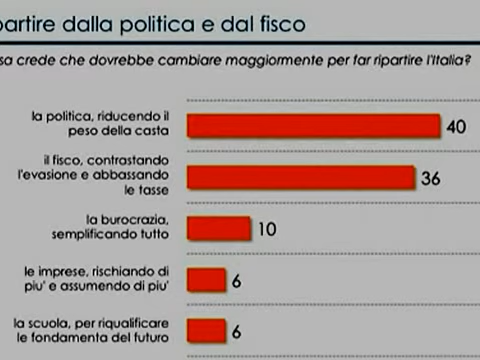 partire dalla politica e dal fisco
sa crede che dovrebbe cambiare maggiormente per far ripartire l'Italia?
la politica, riducendo il
peso della casta
40
il fisco, contrastando
l'evasione e abbassando
le tasse
36
la burocrazia,
semplificando tutto
10
le imprese, rischiando di
piu' e assumendo di piu'
6
la scuola, per riqualificare
le fondamenta del futuro
6